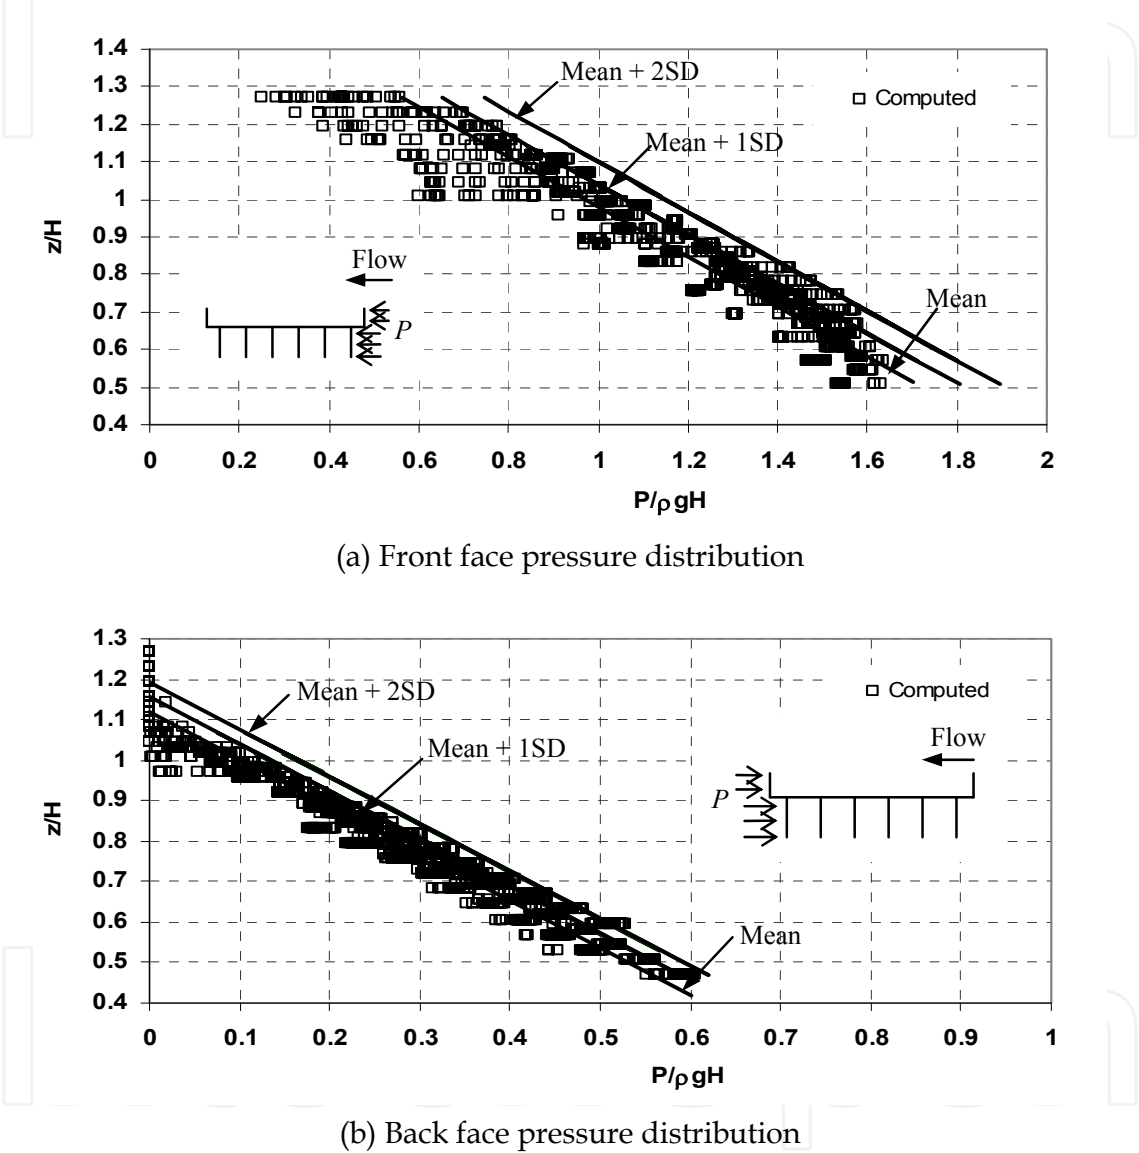 1.4
1.3
1.2
1.1
1
0.9
0.8
0.7
0.6
0.5
0.4
z/H
Mean + 2SD
Computed
Mean + 1SD
Flow
P
Mean
0 0.2 0.4 0.6 0.8 1 1.2 1.4 1.6 1.8 2
P/ρ gH
(a) Front face pressure distribution
1.3
1.2
1.1
1
0.9
0.8
0.7
0.6
0.5
0.4
z/H
Mean + 2SD
Computed
Mean + 1SD
Flow
P
Mean
0 0.1 0.2 0.3 0.4 0.5 0.6 0.7 0.8 0.9 1
P/ρ gH
(b) Back face pressure distribution